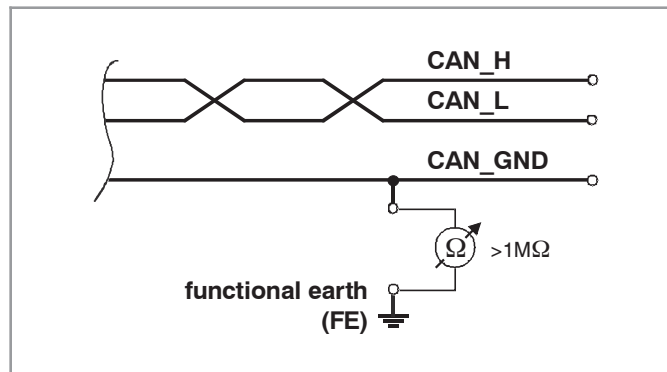 CAN_H
CAN_L
CAN_GND
Ω >1MΩ
functional earth
(FE)